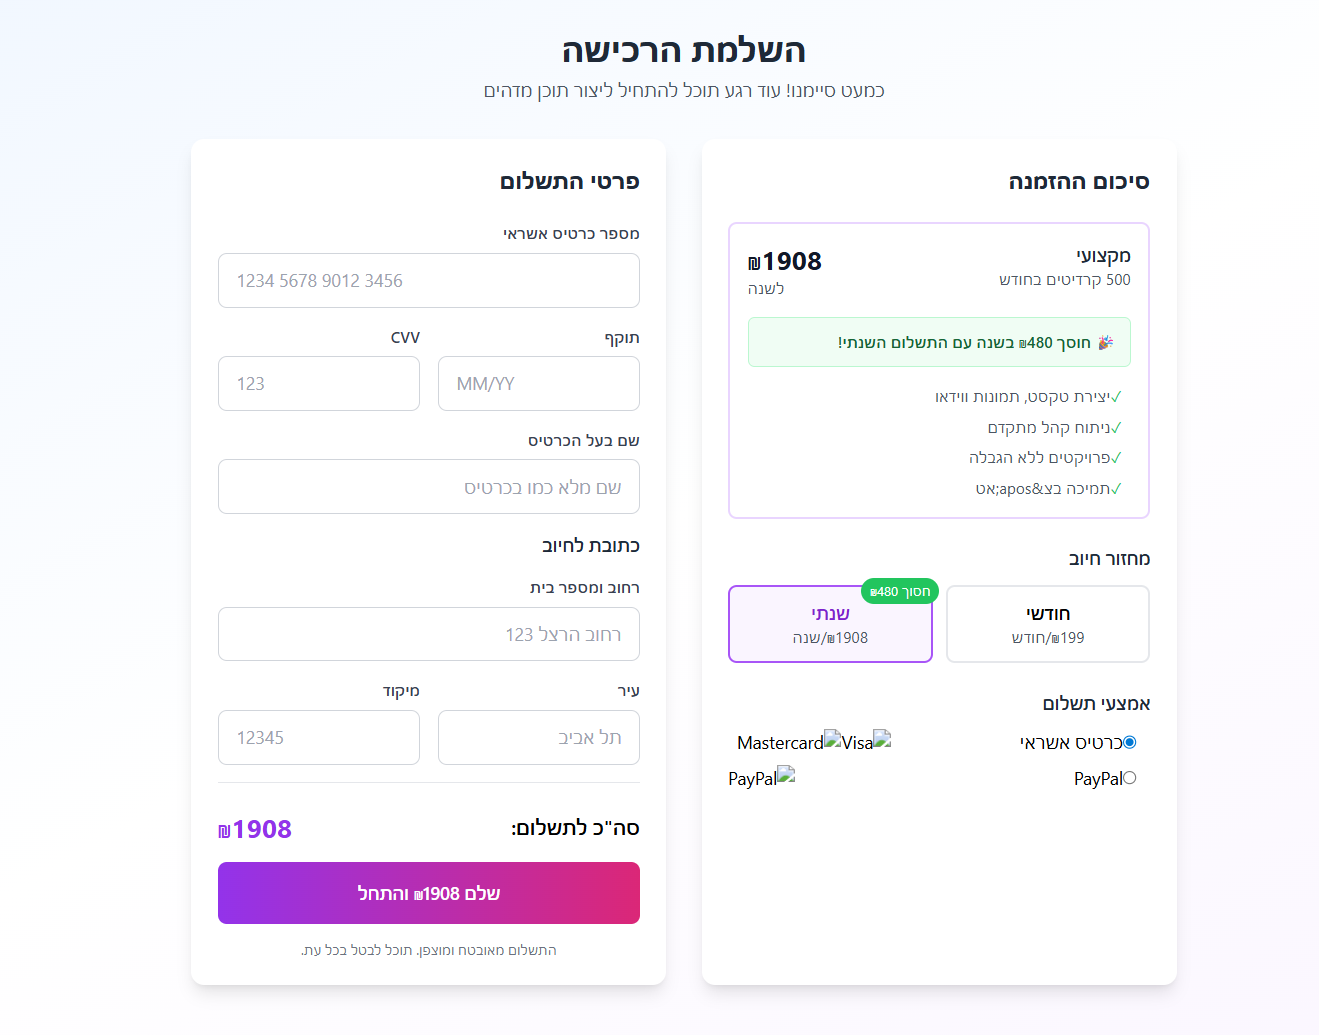 השלמת הרכישה
כמעט סיימנו! עוד רגע תוכל להתחיל ליצור תוכן מדהים
סיכום ההזמנה
מקצועי
500 קרדיטים בחודש
₪1908
לשנה
🎉 חוסך ₪480 בשנה עם התשלום השנתי!
✓יצירת טקסט, תמונות ווידאו
✓ניתוח קהל מתקדם
✓פרויקטים ללא הגבלה
✓תמיכה בצ&apos;אט
מחזור חיוב
חודשי
₪199/חודש
חסוך ₪480
שנתי
₪1908/שנה
אמצעי תשלום
כרטיס אשראי
Visa
Mastercard
PayPal
PayPal
פרטי התשלום
מספר כרטיס אשראי
1234 5678 9012 3456
תוקף
MM/YY
CVV
123
שם בעל הכרטיס
שם מלא כמו בכרטיס
כתובת לחיוב
רחוב ומספר בית
רחוב הרצל 123
עיר
תל אביב
מיקוד
12345
סה"כ לתשלום:
₪1908
שלם ₪1908 והתחל
התשלום מאובטח ומוצפן. תוכל לבטל בכל עת.